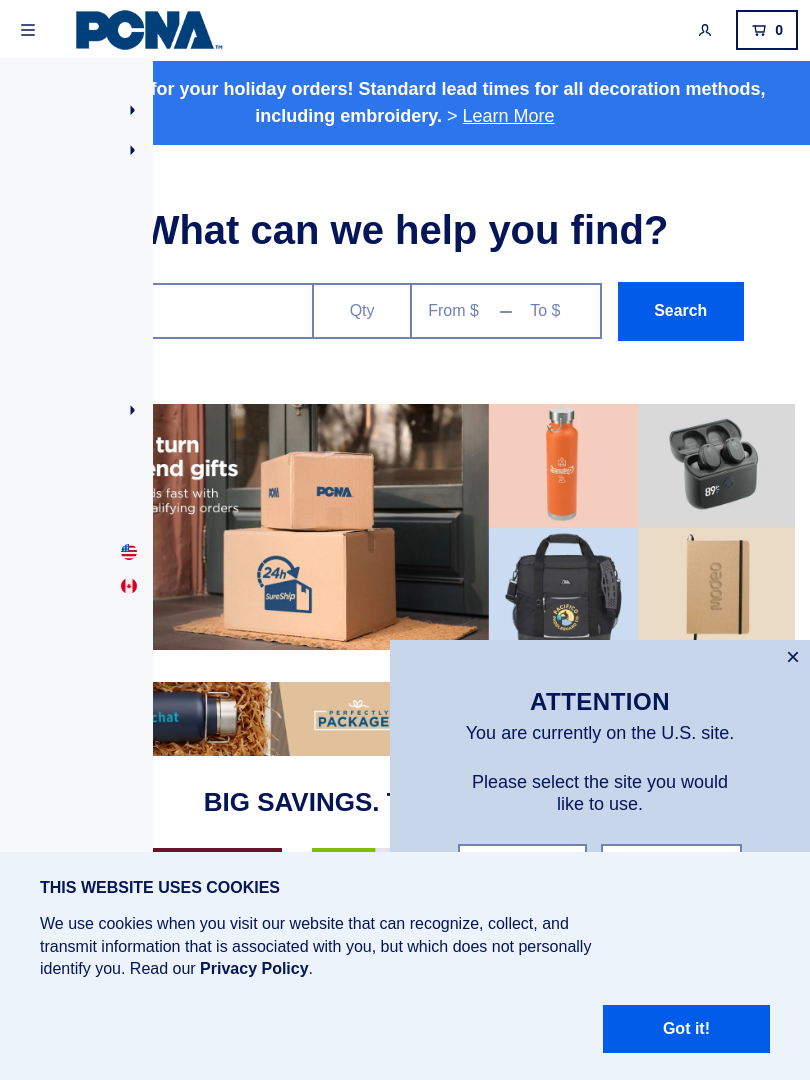 PCNA
TM
0
for your holiday orders! Standard lead times for all decoration methods,
including embroidery. > Learn More
What can we help you find?
Qty
From $
To $
Search
turn
end gifts
ds fast with
alifying orders
PCNA
24h
SureShip
89%
MODEO
PACIFICO
chat
PERFECTLY
PACKAGE
ATTENTION
You are currently on the U.S. site.
Please select the site you would
like to use.
BIG SAVINGS.
THIS WEBSITE USES COOKIES
We use cookies when you visit our website that can recognize, collect, and
transmit information that is associated with you, but which does not personally
identify you. Read our Privacy Policy.
Got it!